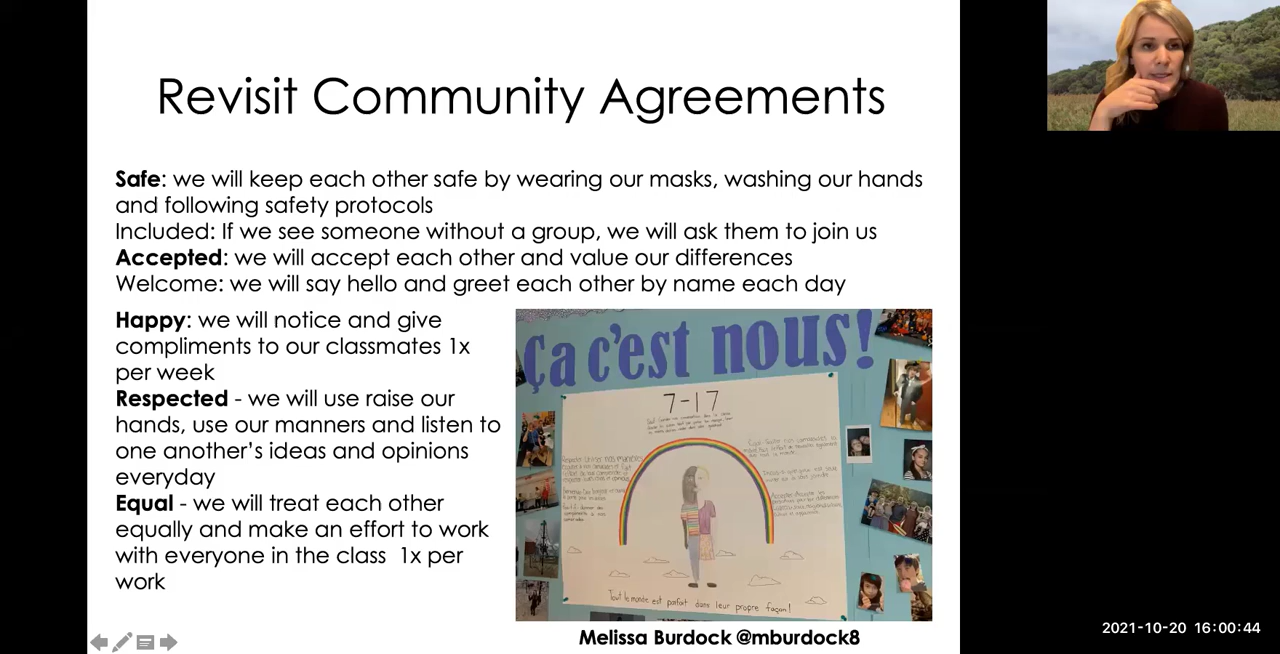 Revisit Community Agreements
Safe: we will keep each other safe by wearing our masks, washing our hands
and following safety protocols
Included: If we see someone without a group, we will ask them to join us
Accepted: we will accept each other and value our differences
Welcome: we will say hello and greet each other by name each day
Happy: we will notice and give
compliments to our classmates 1x
per week
Respected - we will use raise our
hands, use our manners and listen to
one another’s ideas and opinions
everyday
Equal - we will treat each other
equally and make an effort to work
with everyone in the class  1x per
work
Ça c'est nous!
7-17
Tout le monde est parfait dans leur propre façon!
Melissa Burdock @mburdock8
2021-10-20 16:00:44